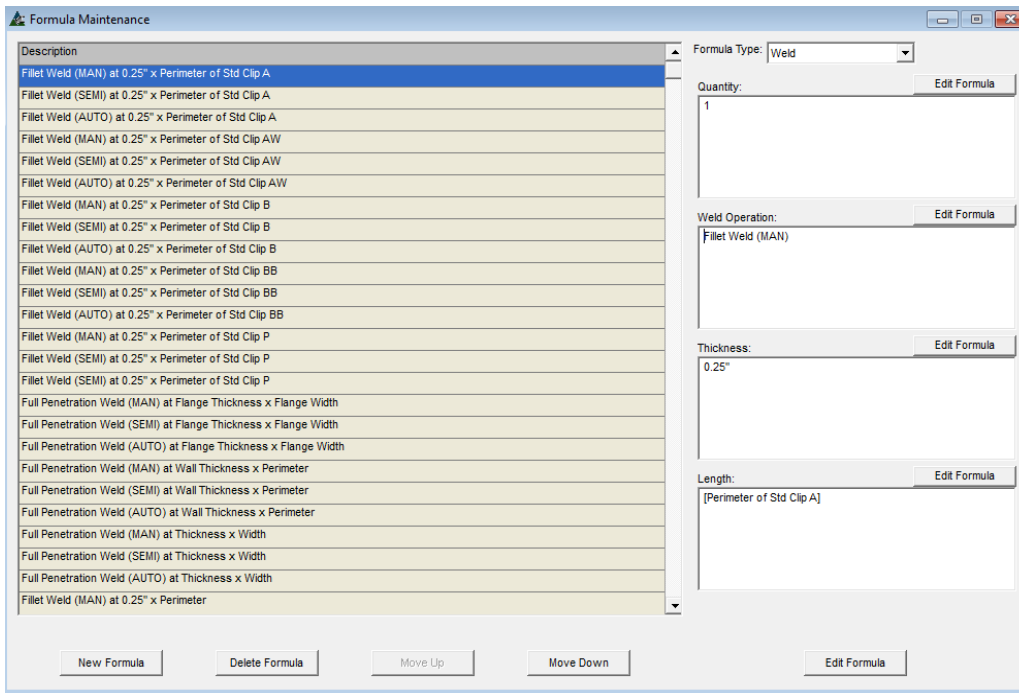 Formula Maintenance
Description
Fillet Weld (MAN) at 0.25" x Perimeter of Std Clip A
Fillet Weld (SEMI) at 0.25" x Perimeter of Std Clip A
Fillet Weld (AUTO) at 0.25" x Perimeter of Std Clip A
Fillet Weld (MAN) at 0.25" x Perimeter of Std Clip AW
Fillet Weld (SEMI) at 0.25" x Perimeter of Std Clip AW
Fillet Weld (AUTO) at 0.25" x Perimeter of Std Clip AW
Fillet Weld (MAN) at 0.25" x Perimeter of Std Clip B
Fillet Weld (SEMI) at 0.25" x Perimeter of Std Clip B
Fillet Weld (AUTO) at 0.25" x Perimeter of Std Clip B
Fillet Weld (MAN) at 0.25" x Perimeter of Std Clip BB
Fillet Weld (SEMI) at 0.25" x Perimeter of Std Clip BB
Fillet Weld (AUTO) at 0.25" x Perimeter of Std Clip BB
Fillet Weld (MAN) at 0.25" x Perimeter of Std Clip P
Fillet Weld (SEMI) at 0.25" x Perimeter of Std Clip P
Fillet Weld (SEMI) at 0.25" x Perimeter of Std Clip P
Full Penetration Weld (MAN) at Flange Thickness x Flange Width
Full Penetration Weld (SEMI) at Flange Thickness x Flange Width
Full Penetration Weld (AUTO) at Flange Thickness x Flange Width
Full Penetration Weld (MAN) at Wall Thickness x Perimeter
Full Penetration Weld (SEMI) at Wall Thickness x Perimeter
Full Penetration Weld (AUTO) at Wall Thickness x Perimeter
Full Penetration Weld (MAN) at Thickness x Width
Full Penetration Weld (SEMI) at Thickness x Width
Full Penetration Weld (AUTO) at Thickness x Width
Fillet Weld (MAN) at 0.25" x Perimeter
Formula Type: Weld
Quantity: Edit Formula
1
Weld Operation: Edit Formula
Fillet Weld (MAN)
Thickness: Edit Formula
0.25"
Length: Edit Formula
[Perimeter of Std Clip A]
New Formula Delete Formula Move Up Move Down Edit Formula